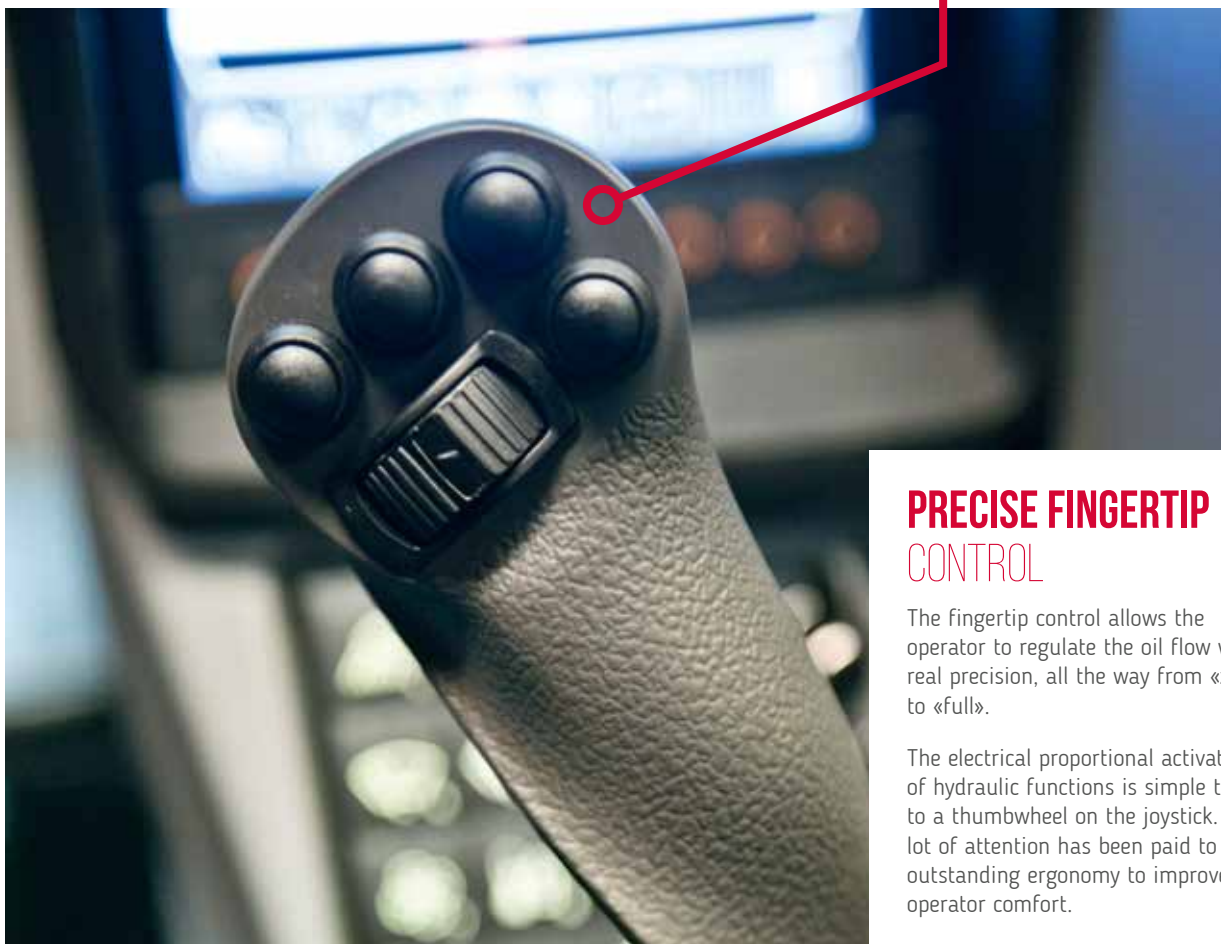 PRECISE FINGERTIP
CONTROL
The fingertip control allows the
operator to regulate the oil flow
real precision, all the way from
to «full».
The electrical proportional
of hydraulic functions is simple
to a thumbwheel on the joystick.
lot of attention has been paid to
outstanding ergonomy to
operator comfort.